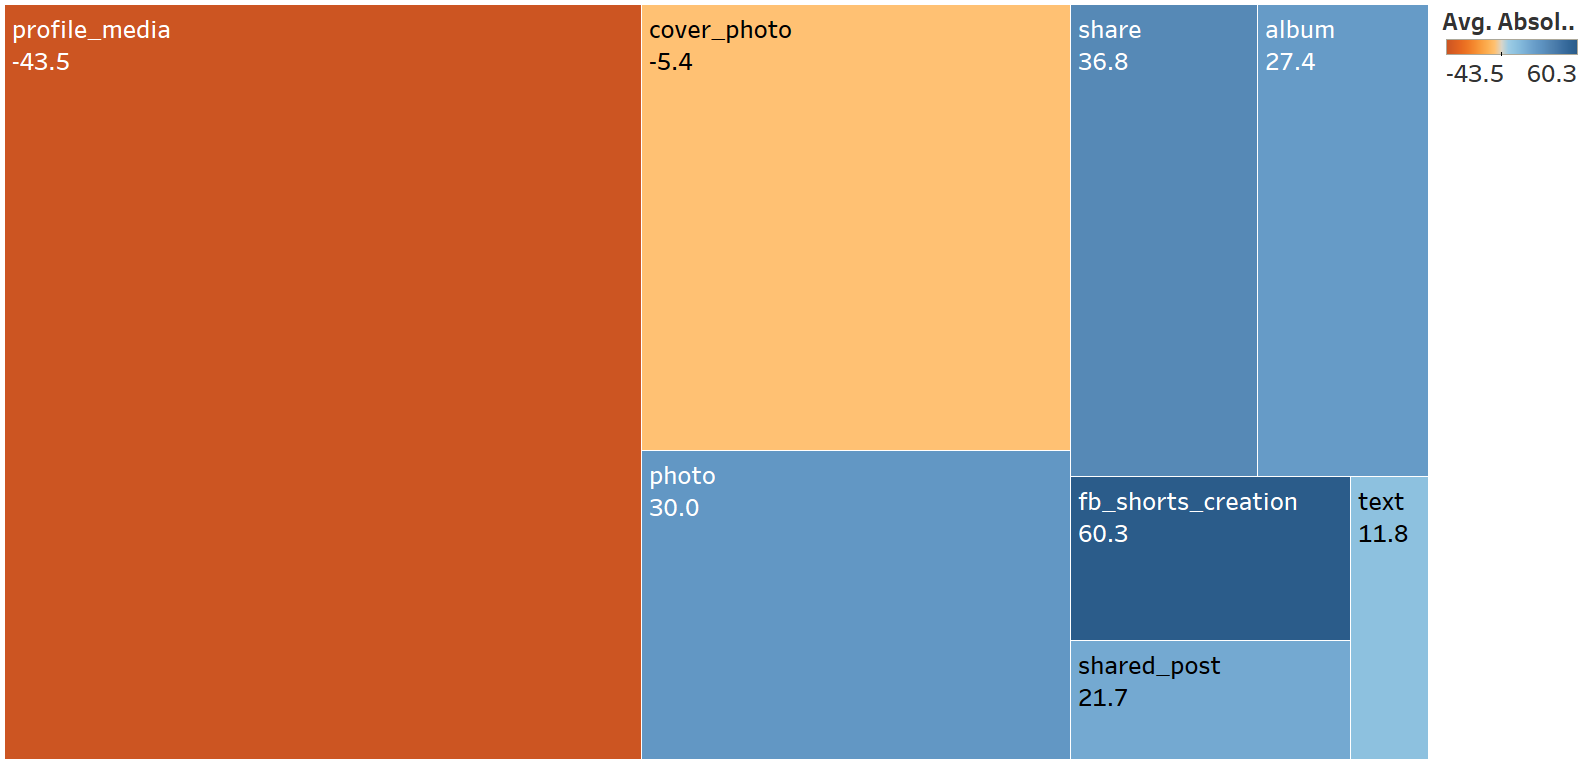 profile_media
-43.5
cover_photo
-5.4
photo
30.0
share
36.8
album
27.4
fb_shorts_creation
60.3
text
11.8
shared_post
21.7
Avg. Absol..
-43.5 60.3